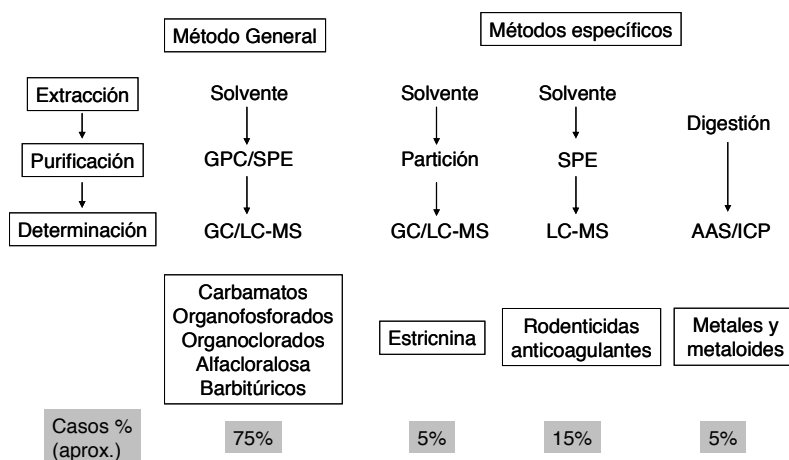 Método General
Métodos específicos
Extracción
Solvente
Solvente
Solvente
Digestión
Purificación
GPC/SPE
Partición
SPE
Determinación
GC/LC-MS
GC/LC-MS
LC-MS
AAS/ICP
Carbamatos
Organofosforados
Organoclorados
Alfacloralosa
Barbitúricos
Estricnina
Rodenticidas
anticoagulantes
Metales y
metaloides
Casos %
(aprox.)
75%
5%
15%
5%